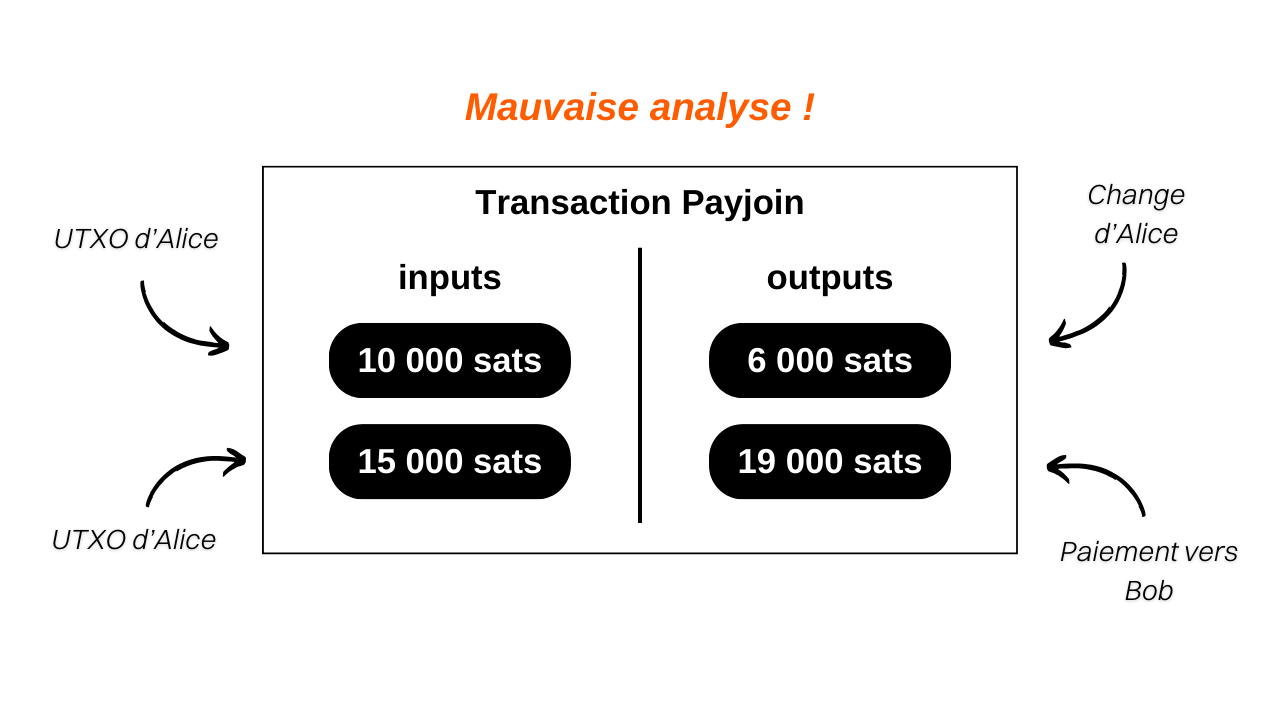 Mauvaise analyse !
Transaction Payjoin
UTXO d’Alice
Change
d’Alice
inputs
outputs
10 000 sats
6 000 sats
15 000 sats
19 000 sats
UTXO d’Alice
Paiement vers
Bob